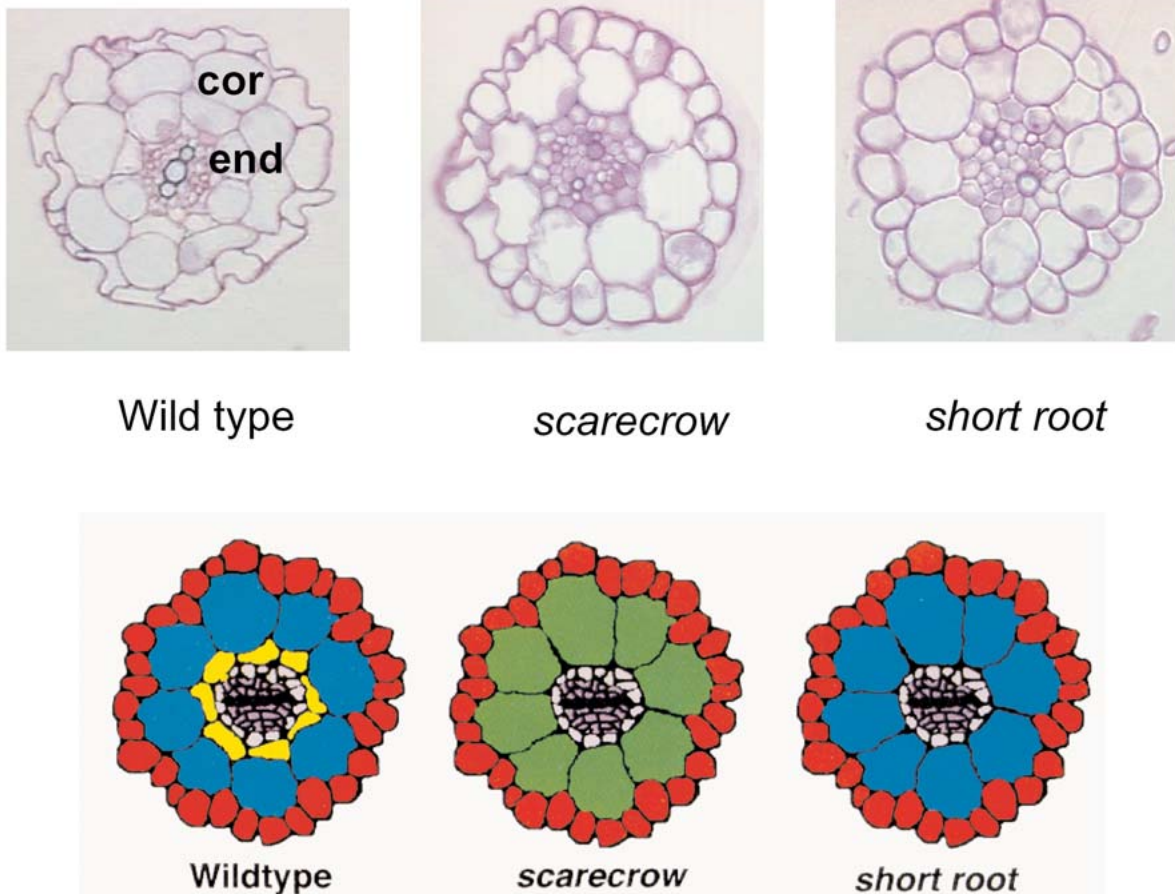 cor
end
Wild type
scarecrow
short root
Wildtype
scarecrow
short root